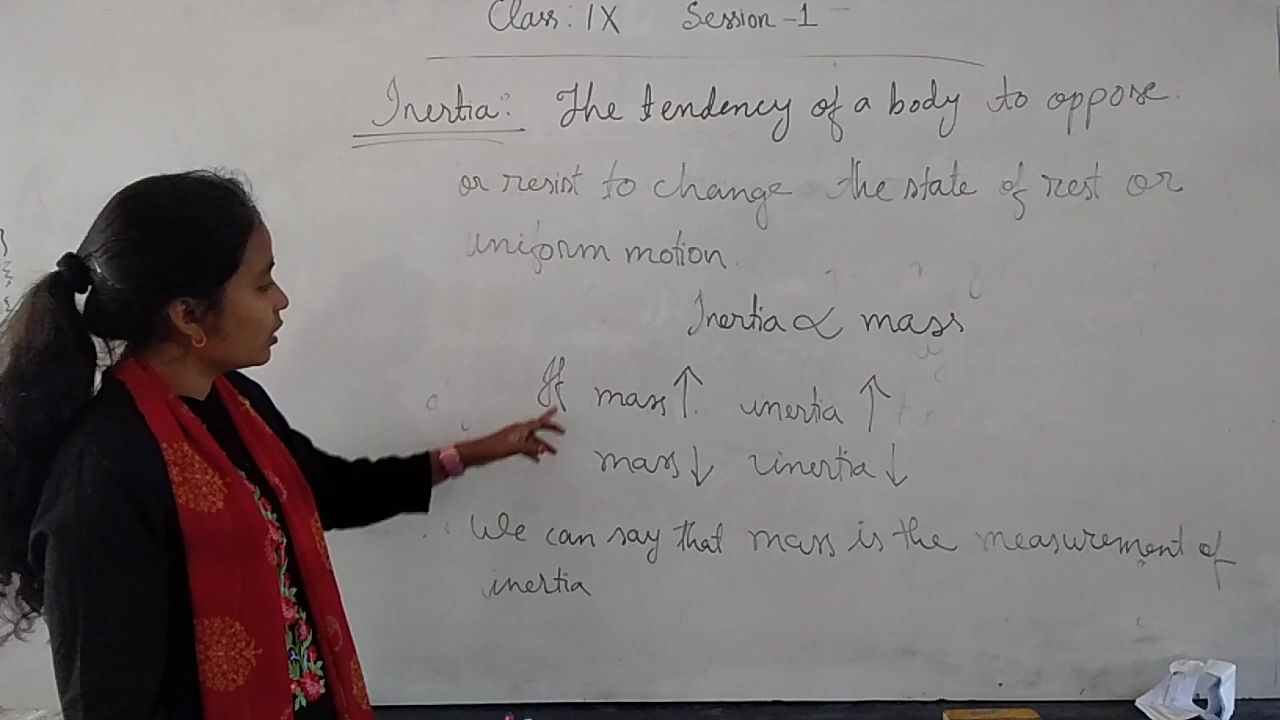 Class: IX Session -1
Inertia: The tendency of a body to oppose
or resist to change the state of rest or
uniform motion.
Inertia ∝ mass
If mass ↑ inertia ↑
mass ↓ inertia ↓
∴ We can say that mass is the measurement of
inertia